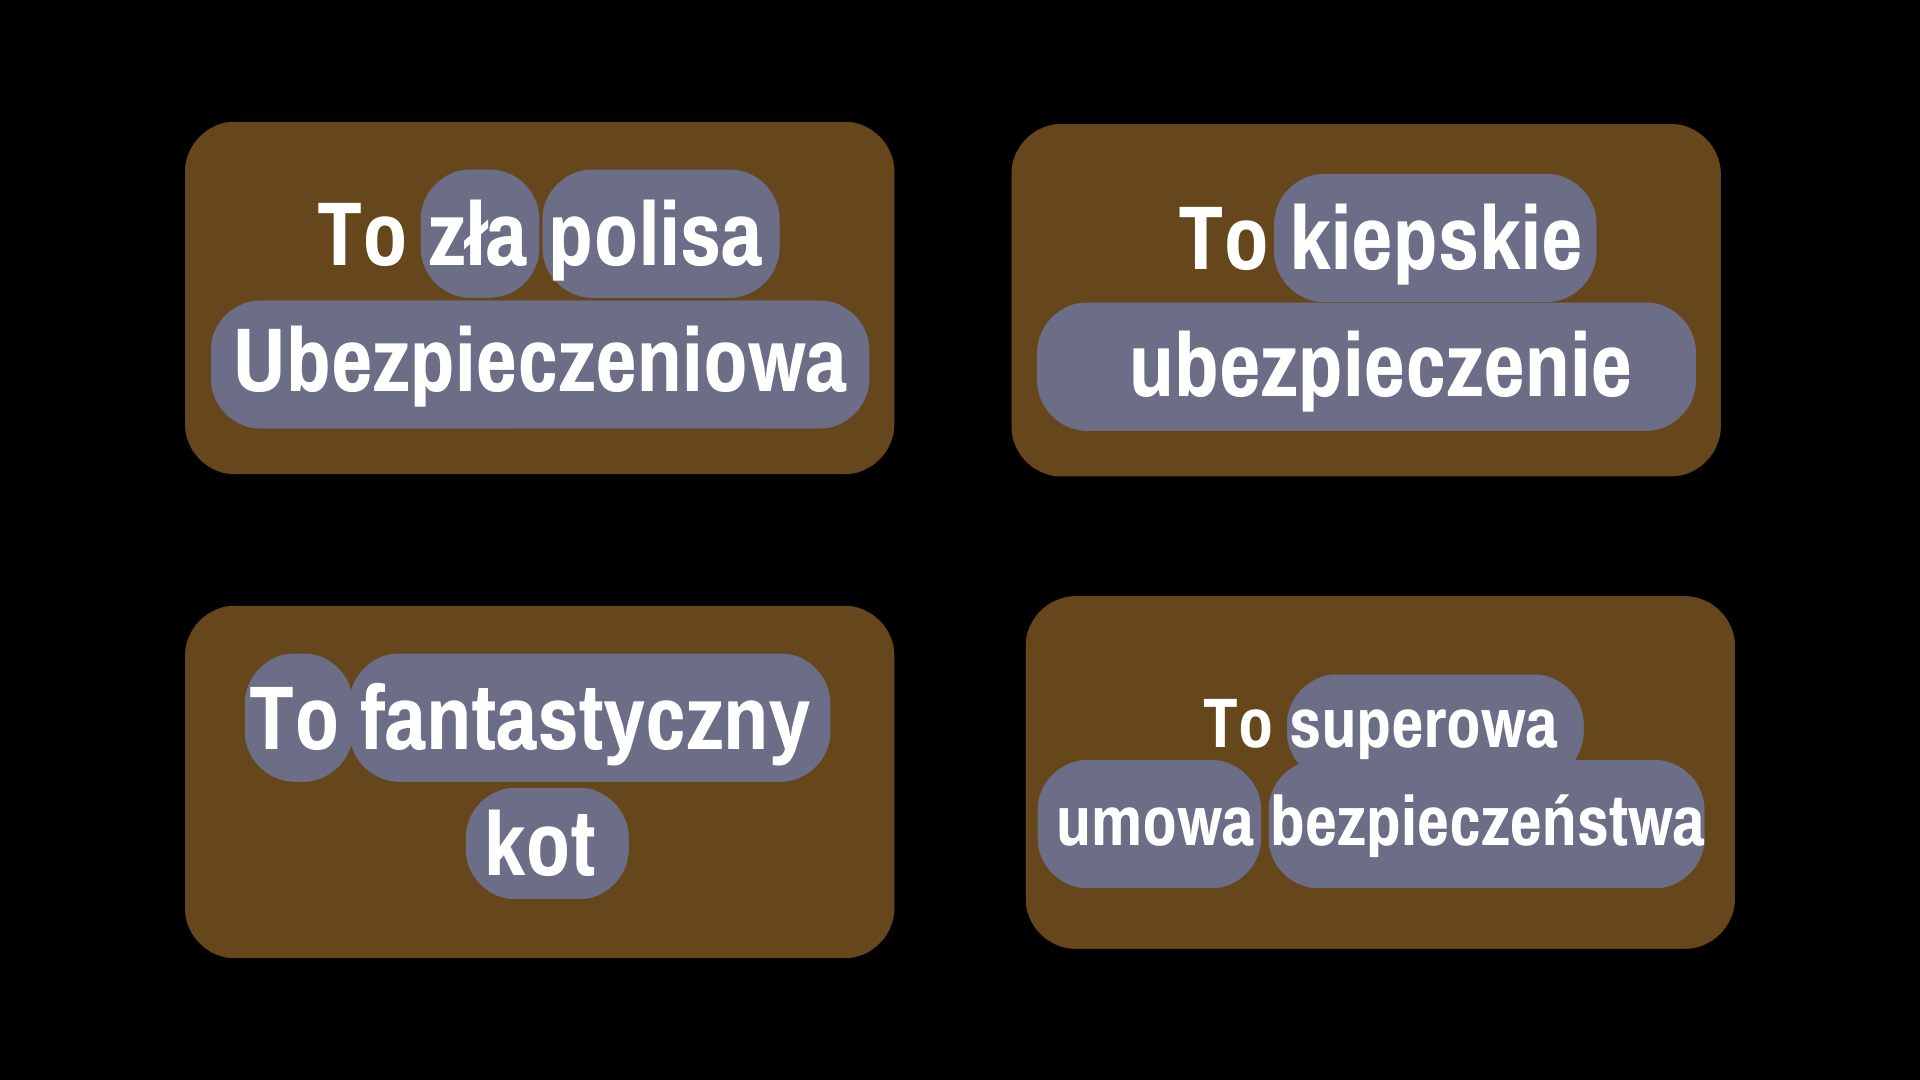 To zła polisa
Ubezpieczeniowa
To kiepskie
ubezpieczenie
To fantastyczny
kot
To superowa
umowa bezpieczeństwa